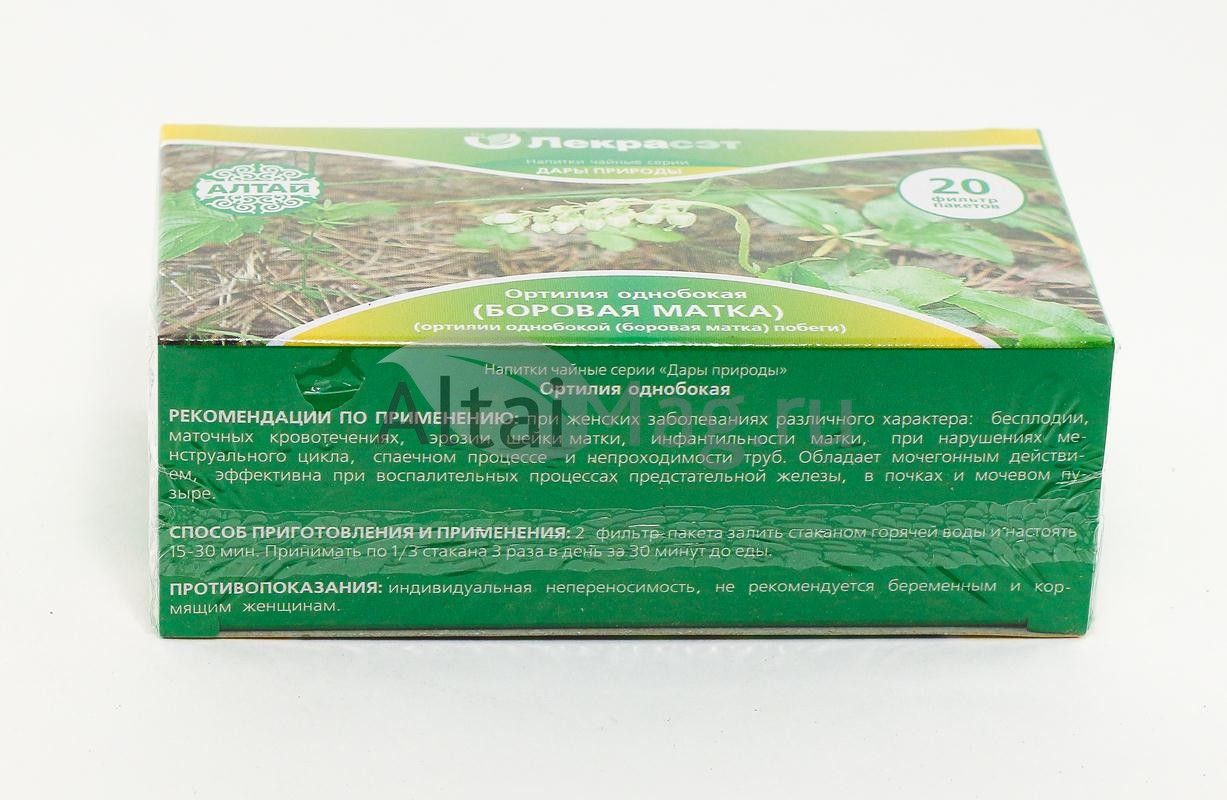 Лекрасэт
Напитки чайные серии
ДАРЫ ПРИРОДЫ
АЛТАЙ
20
фильтр
пакетов
Ортилия однобокая
(БОРОВАЯ МАТКА)
(ортилии однобокой (боровая матка) побеги)
Напитки чайные серии «Дары природы»
Ортилия однобокая
РЕКОМЕНДАЦИИ ПО ПРИМЕНЕНИЮ: при женских заболеваниях различного характера: бесплодии,
маточных кровотечениях, эрозии шейки матки, инфантильности матки, при нарушениях ме-
нструального цикла, спаечном процессе и непроходимости труб. Обладает мочегонным действи-
ем, эффективна при воспалительных процессах предстательной железы, в почках и мочевом пу-
зыре.
СПОСОБ ПРИГОТОВЛЕНИЯ И ПРИМЕНЕНИЯ: 2 фильтр-пакета залить стаканом горячей воды и настоять
15-30 мин. Принимать по 1/3 стакана 3 раза в день за 30 минут до еды.
ПРОТИВОПОКАЗАНИЯ: индивидуальная непереносимость, не рекомендуется беременным и кор-
мящим женщинам.
AltaiMag.ru